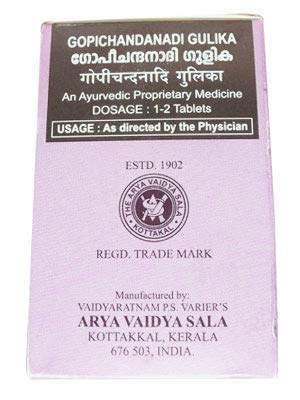 GOPICHANDANADI GULIKA
ഗോപീചന്ദനാദി ഗുളിക
गोपीचन्दनादि गुलिका
An Ayurvedic Proprietary Medicine
DOSAGE : 1-2 Tablets
USAGE : As directed by the Physician
ESTD. 1902
THE ARYA VAIDYA SALA
KOTTAKKAL
REGD. TRADE MARK
Manufactured by:
VAIDYARATNAM P.S. VARIER'S
ARYA VAIDYA SALA
KOTTAKKAL, KERALA
676 503, INDIA.